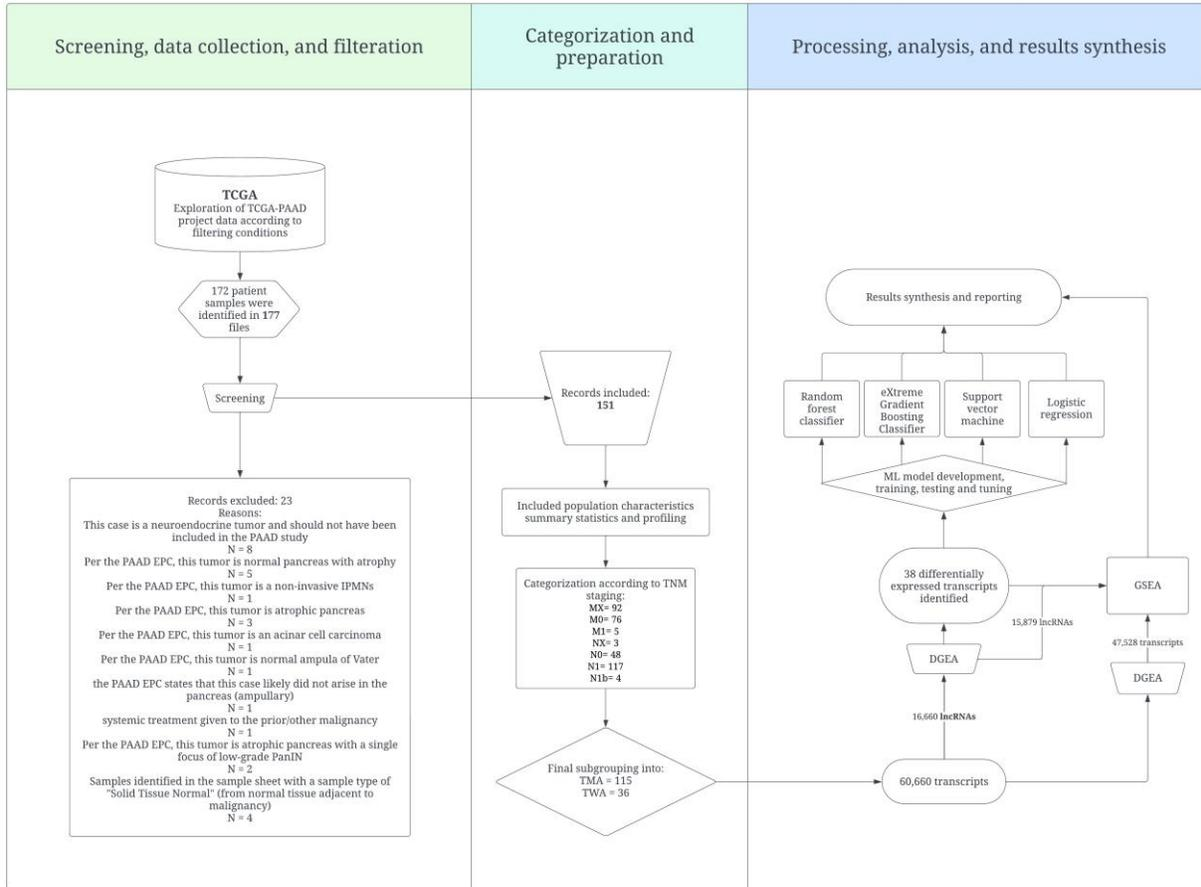 Screening, data collection, and filteration
Categorization and
preparation
Processing, analysis, and results synthesis
TCGA
Exploration of TCGA-PAAD
project data according to
filtering conditions
172 patient
samples were
identified in 177
files
Screening
Records excluded: 23
Reasons:
This case is a neuroendocrine tumor and should not have been
included in the PAAD study
N = 8
Per the PAAD EPC, this tumor is normal pancreas with atrophy
N = 5
Per the PAAD EPC, this tumor is a non-invasive IPMNs
N = 1
Per the PAAD EPC, this tumor is atrophic pancreas
N = 3
Per the PAAD EPC, this tumor is an acinar cell carcinoma
N = 1
Per the PAAD EPC, this tumor is normal ampula of Vater
N = 1
the PAAD EPC states that this case likely did not arise in the
pancreas (ampullary)
N = 1
systemic treatment given to the prior/other malignancy
N = 1
Per the PAAD EPC, this tumor is atrophic pancreas with a single
focus of low-grade PanIN
N = 2
Samples identified in the sample sheet with a sample type of
"Solid Tissue Normal" (from normal tissue adjacent to
malignancy)
N = 4
Records included:
151
Included population characteristics
summary statistics and profiling
Categorization according to TNM
staging:
MX= 92
M0= 76
M1= 5
NX= 3
N0= 48
N1= 117
N1b= 4
Final subgrouping into:
TMA = 115
TWA = 36
Results synthesis and reporting
Random
forest
classifier
eXtreme
Gradient
Boosting
Classifier
Support
vector
machine
Logistic
regression
ML model development,
training, testing and tuning
38 differentially
expressed transcripts
identified
GSEA
15,879 lncRNAs
47,528 transcripts
DGEA
DGEA
16,660 lncRNAs
60,660 transcripts